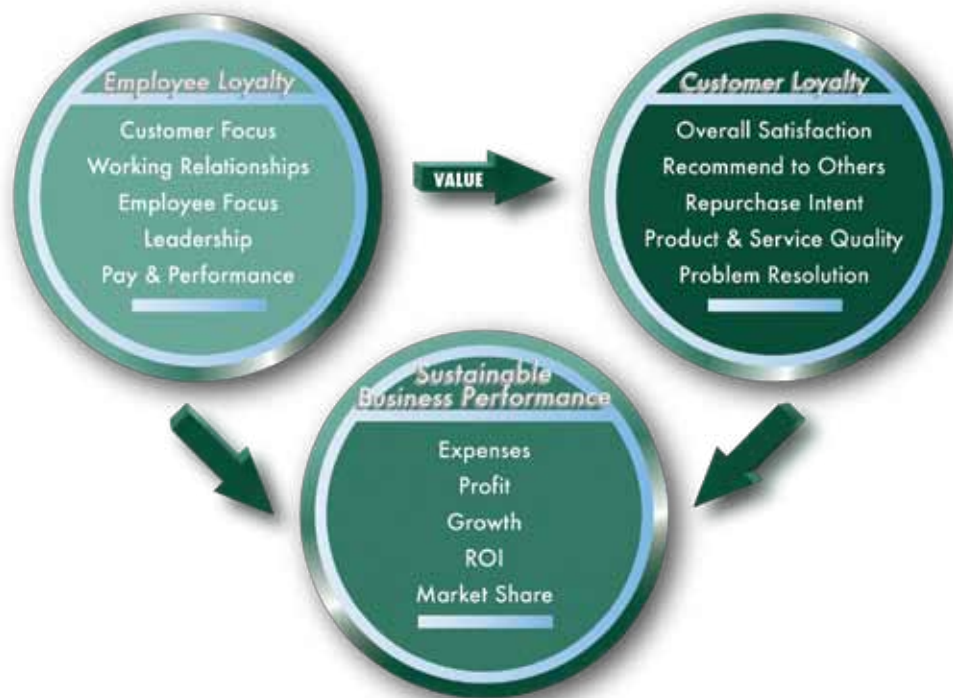 Employee Loyalty
Customer Focus
Working Relationships
Employee Focus
Leadership
Pay & Performance
VALUE
Customer Loyalty
Overall Satisfaction
Recommend to Others
Repurchase Intent
Product & Service Quality
Problem Resolution
Sustainable
Business Performance
Expenses
Profit
Growth
ROI
Market Share